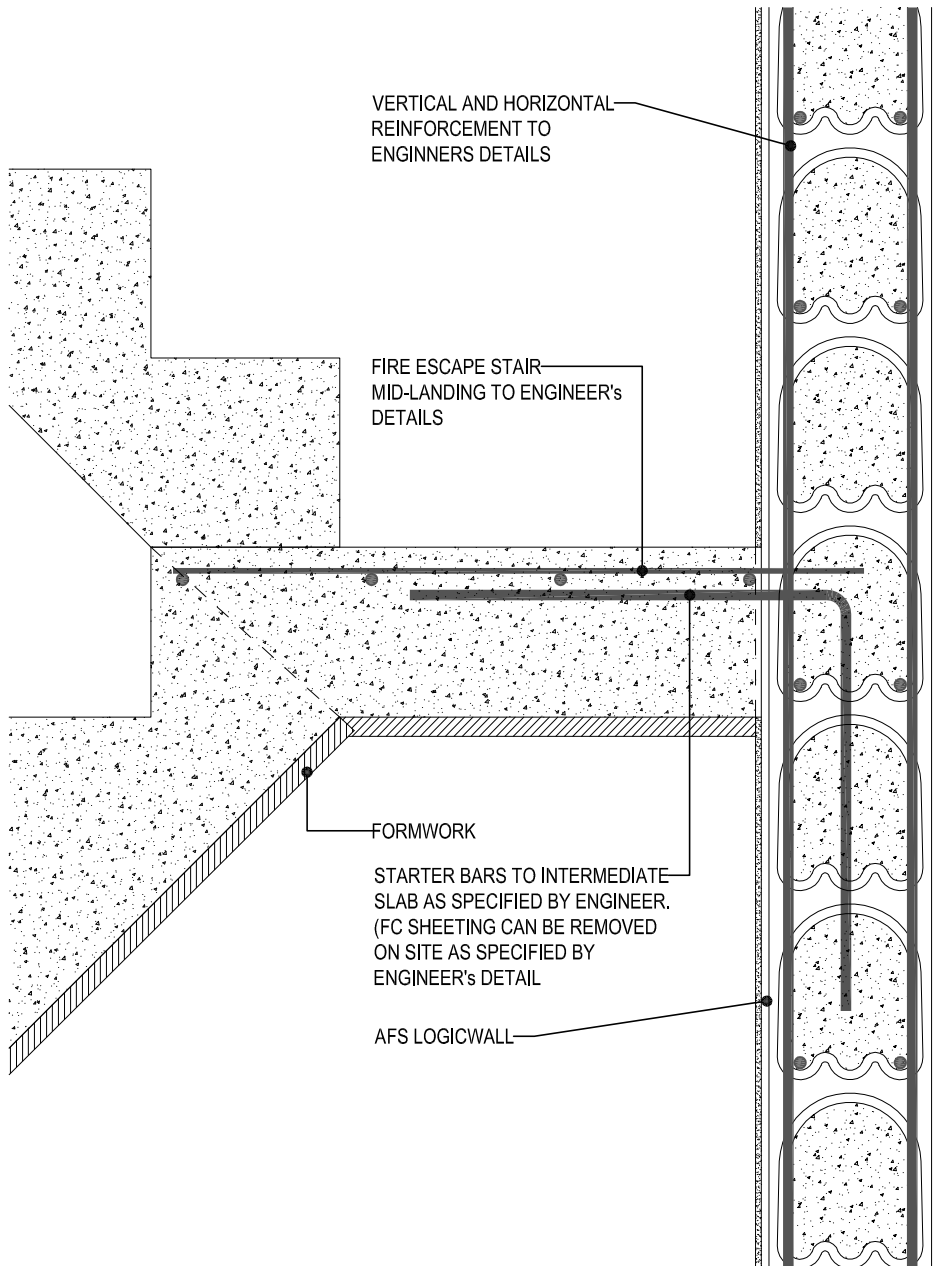 VERTICAL AND HORIZONTAL
REINFORCEMENT TO
ENGINNERS DETAILS
FIRE ESCAPE STAIR
MID-LANDING TO ENGINEER's
DETAILS
FORMWORK
STARTER BARS TO INTERMEDIATE
SLAB AS SPECIFIED BY ENGINEER.
(FC SHEETING CAN BE REMOVED
ON SITE AS SPECIFIED BY
ENGINEER's DETAIL
AFS LOGICWALL